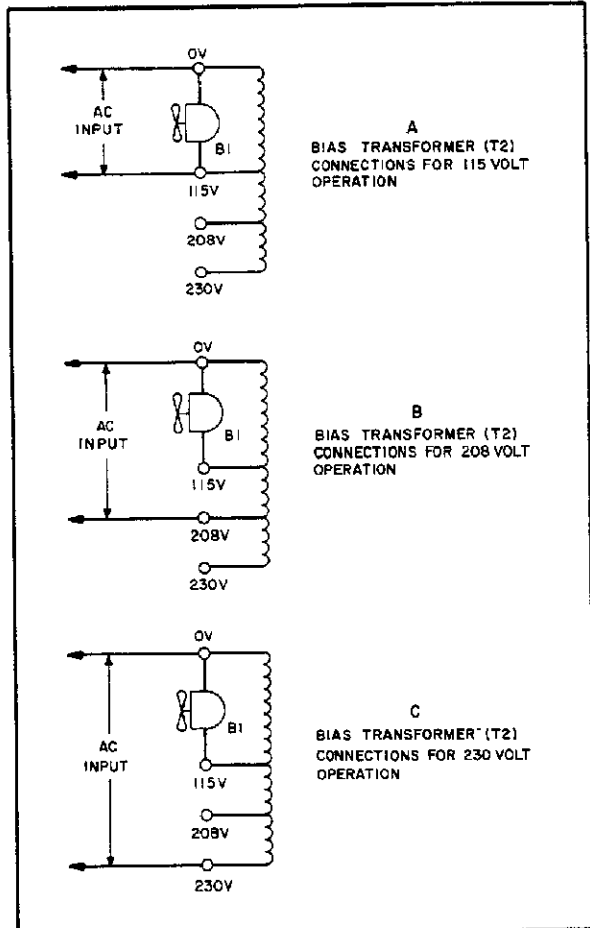 0V
AC
INPUT
B1
115V
208V
230V
A
BIAS TRANSFORMER (T2)
CONNECTIONS FOR 115 VOLT
OPERATION
0V
AC
INPUT
B1
115V
208V
230V
B
BIAS TRANSFORMER (T2)
CONNECTIONS FOR 208 VOLT
OPERATION
0V
AC
INPUT
B1
115V
208V
230V
C
BIAS TRANSFORMER (T2)
CONNECTIONS FOR 230 VOLT
OPERATION